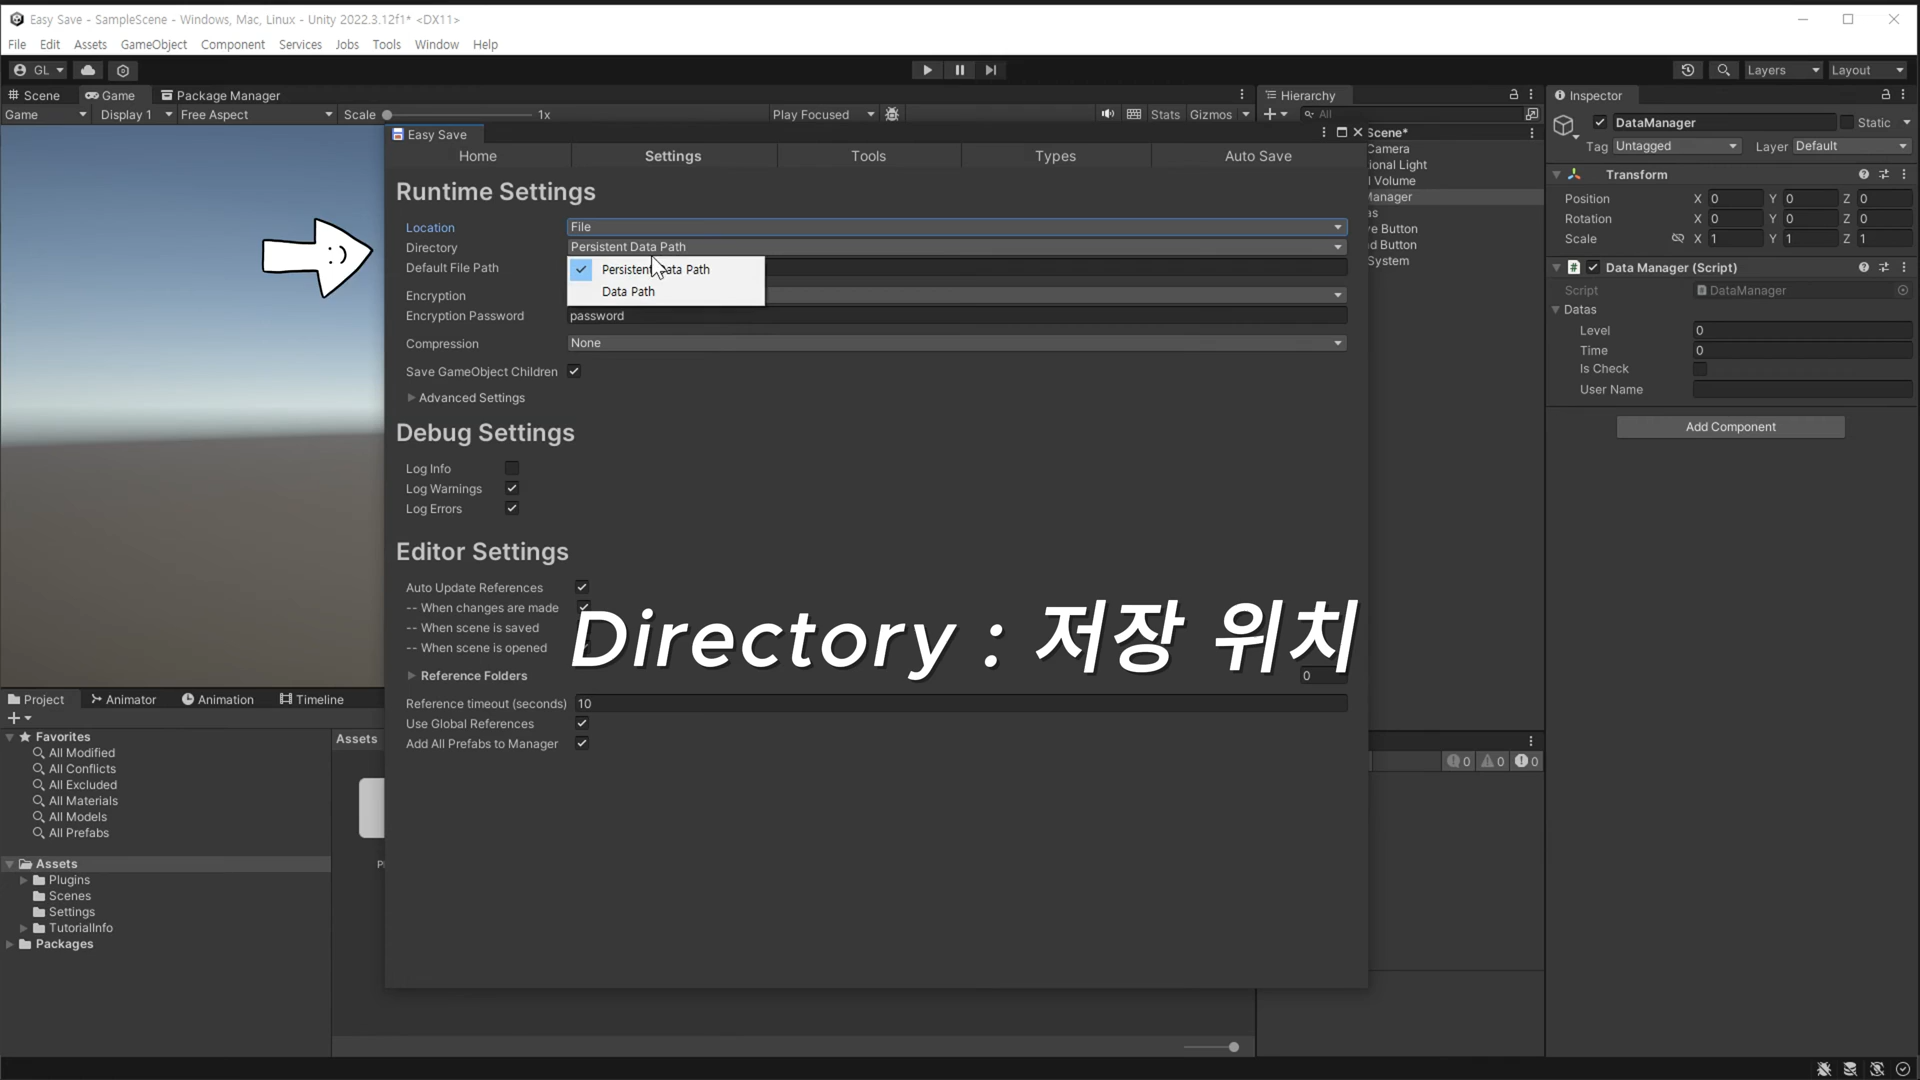 Easy Save - SampleScene - Windows, Mac, Linux - Unity 2022.3.12f1* <DX11>
File Edit Assets GameObject Component Services Jobs Tools Window Help
GL Layers Layout
Scene Game Package Manager Hierarchy Inspector
Game Display 1 Free Aspect Scale 1x Play Focused Stats Gizmos All
Easy Save
Home Settings Tools Types Auto Save
Runtime Settings
Location File
Directory Persistent Data Path
Default File Path
Persistent Data Path
Data Path
Encryption
Encryption Password password
Compression None
Save GameObject Children
Advanced Settings
Debug Settings
Log Info
Log Warnings
Log Errors
Editor Settings
Auto Update References
-- When changes are made
-- When scene is saved
-- When scene is opened
Directory : 저장 위치
Reference Folders 0
Reference timeout (seconds) 10
Use Global References
Add All Prefabs to Manager
Scene*
Camera
ional Light
l Volume
Manager
as
ve Button
d Button
System
0 0 0
DataManager Static
Tag Untagged Layer Default
Transform
Position X 0 Y 0 Z 0
Rotation X 0 Y 0 Z 0
Scale X 1 Y 1 Z 1
Data Manager (Script)
Script DataManager
Datas
Level 0
Time 0
Is Check
User Name
Add Component
Project Animator Animation Timeline
Favorites
All Modified
All Conflicts
All Excluded
All Materials
All Models
All Prefabs
Assets
Plugins
Scenes
Settings
TutorialInfo
Packages
Assets